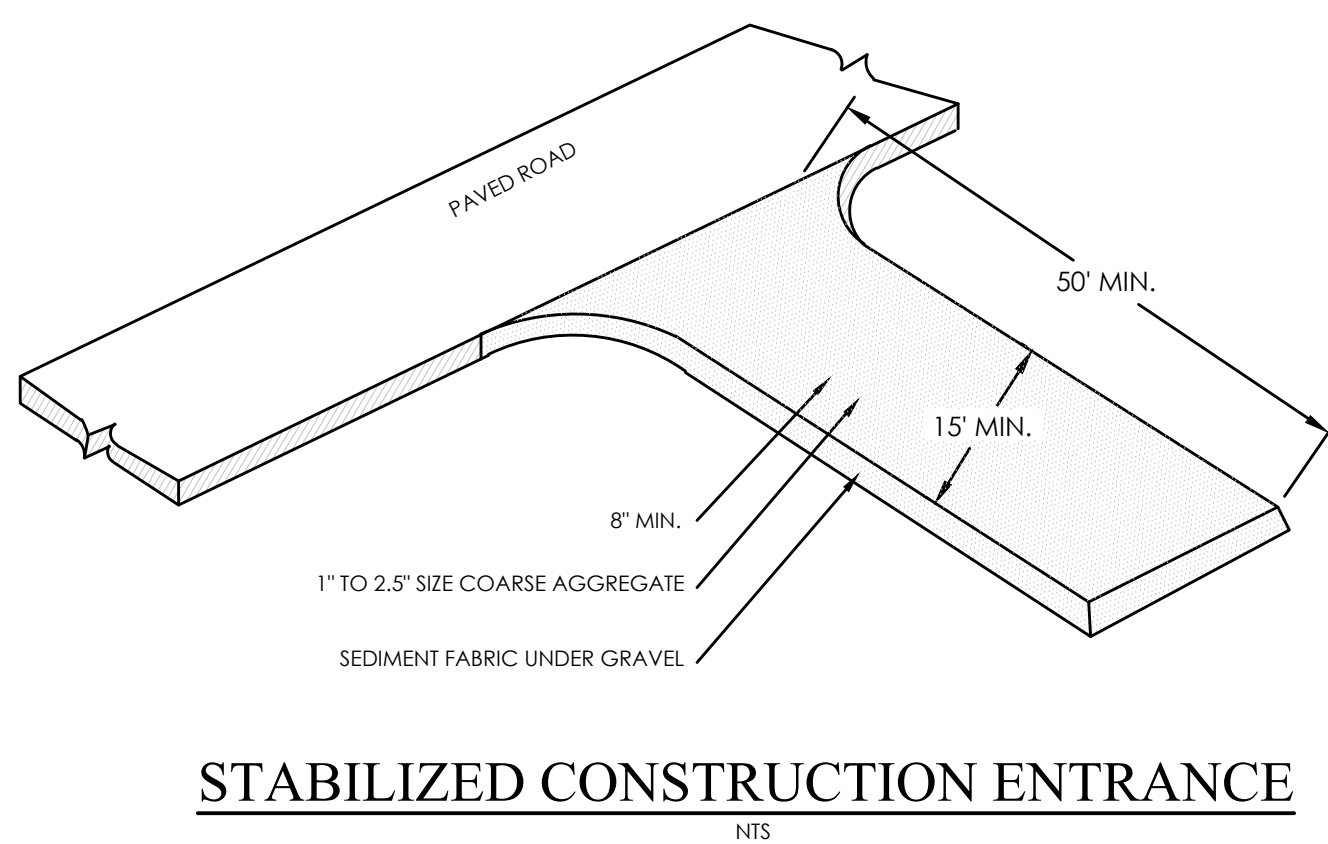 PAVED ROAD
50' MIN.
15' MIN.
8" MIN.
1" TO 2.5" SIZE COARSE AGGREGATE
SEDIMENT FABRIC UNDER GRAVEL
STABILIZED CONSTRUCTION ENTRANCE
NTS